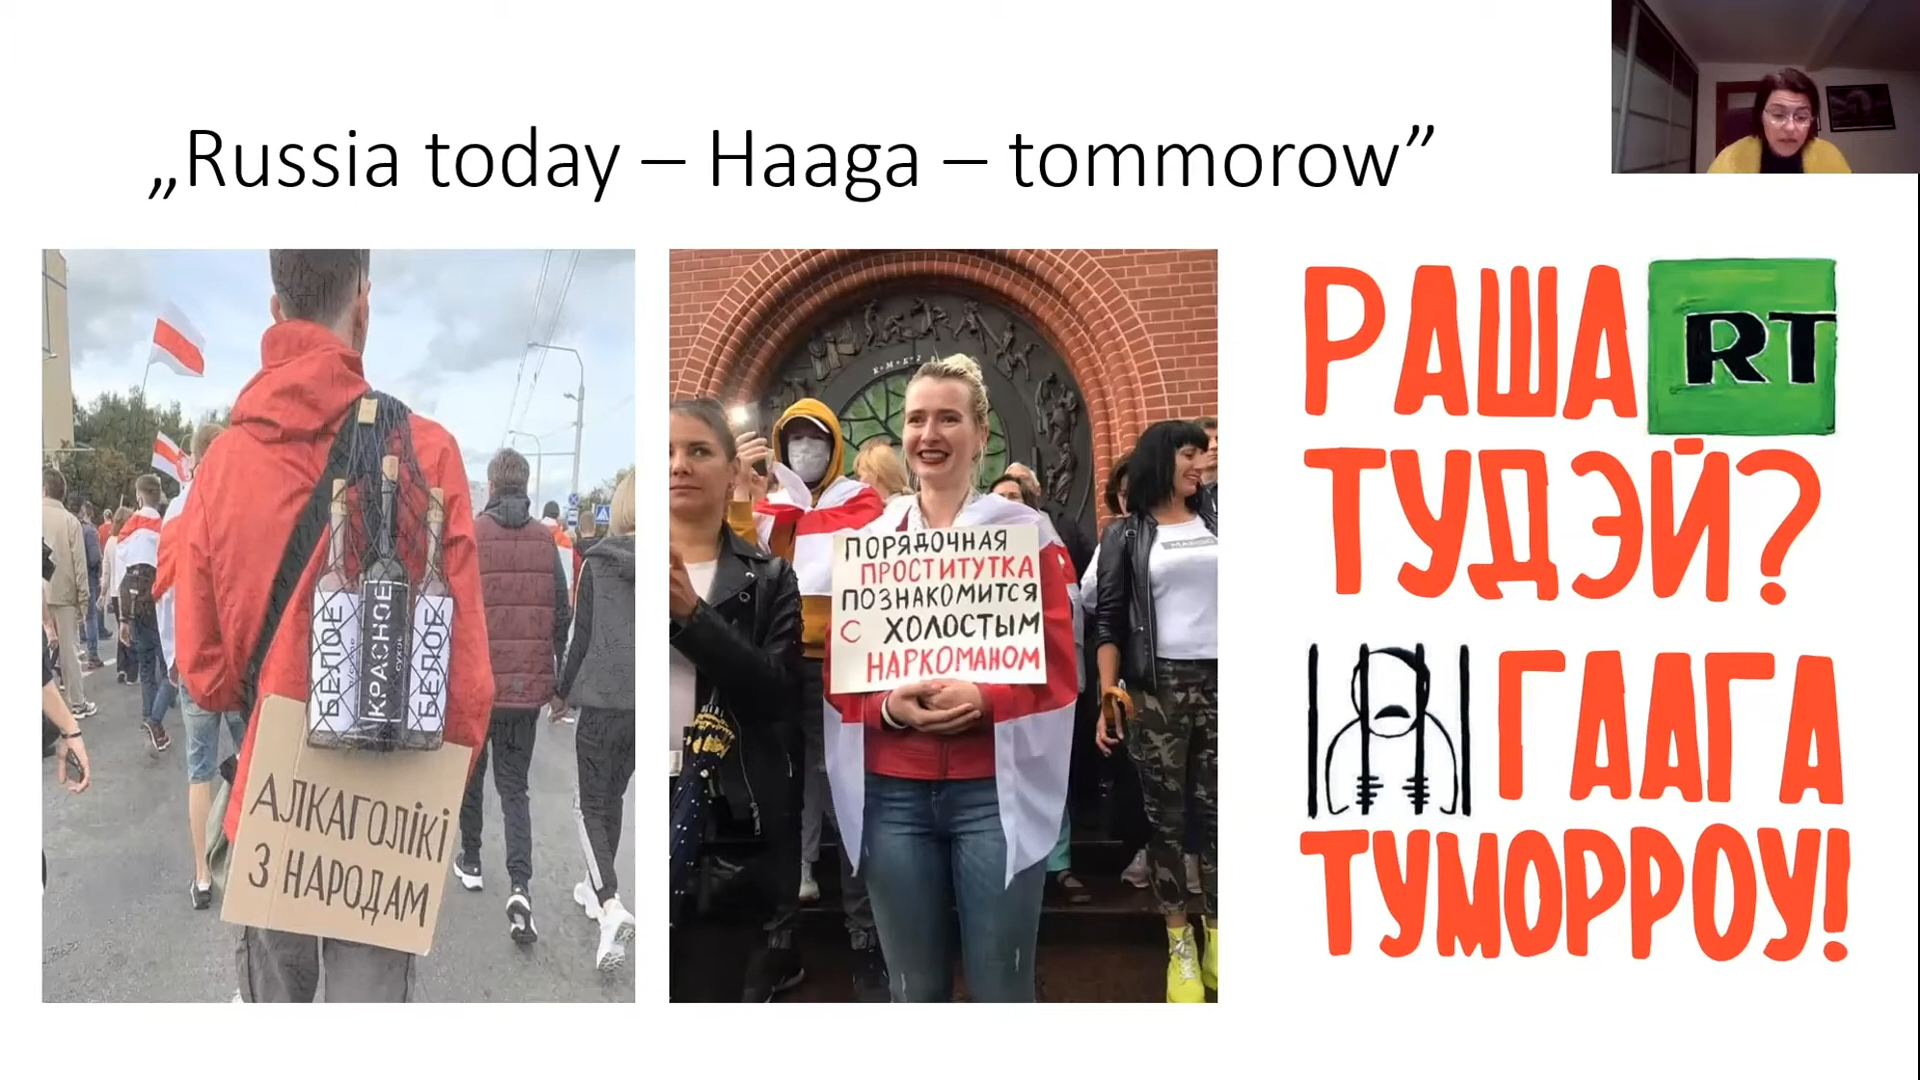 „Russia today – Haaga – tommorow”
БЕЛОЕ
КРАСНОЕ
СУХОЕ
БЕЛОЕ
АЛКАГОЛІКІ
З НАРОДАМ
ПОРЯДОЧНАЯ
ПРОСТИТУТКА
ПОЗНАКОМИТСЯ
С ХОЛОСТЫМ
НАРКОМАНОМ
РАША RT
ТУДЭЙ?
ГААГА
ТУМОРРОУ!